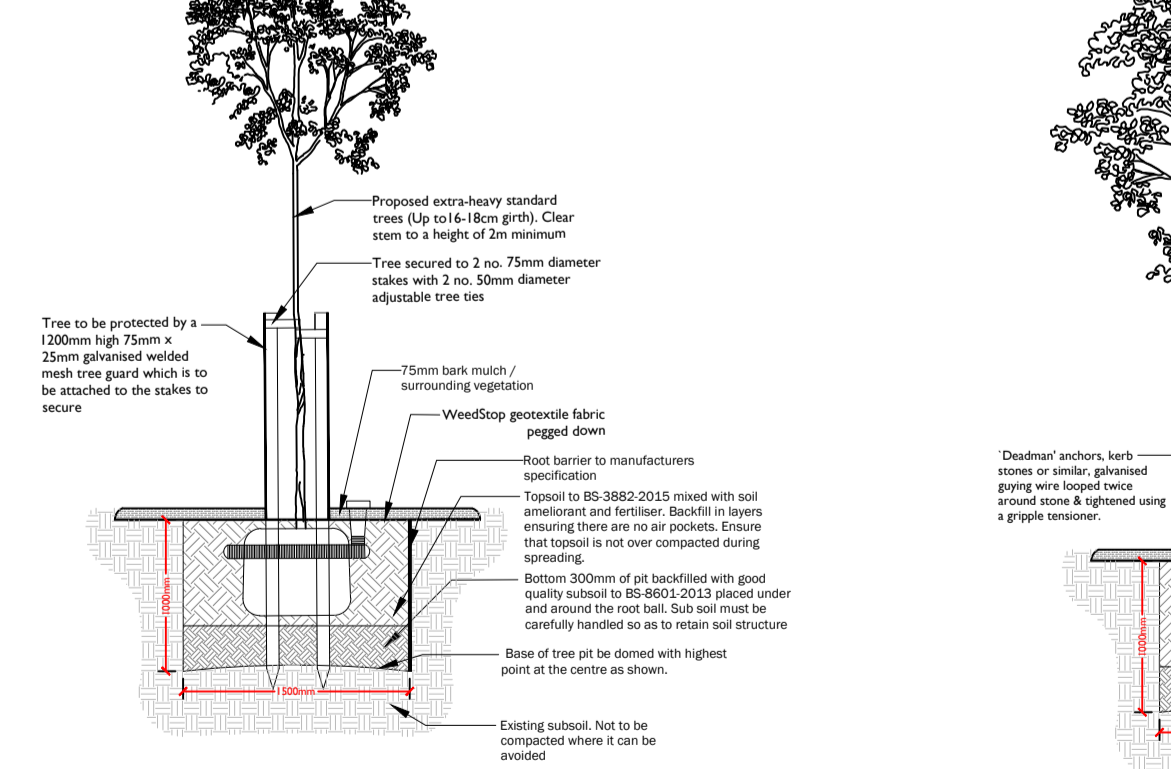 Proposed extra-heavy standard
trees (Up to16-18cm girth). Clear
stem to a height of 2m minimum
Tree secured to 2 no. 75mm diameter
stakes with 2 no. 50mm diameter
adjustable tree ties
Tree to be protected by a
1200mm high 75mm x
25mm galvanised welded
mesh tree guard which is to
be attached to the stakes to
secure
75mm bark mulch /
surrounding vegetation
WeedStop geotextile fabric
pegged down
Root barrier to manufacturers
specification
Topsoil to BS-3882-2015 mixed with soil
ameliorant and fertiliser. Backfill in layers
ensuring there are no air pockets. Ensure
that topsoil is not over compacted during
spreading.
Bottom 300mm of pit backfilled with good
quality subsoil to BS-8601-2013 placed under
and around the root ball. Sub soil must be
carefully handled so as to retain soil structure
Base of tree pit be domed with highest
point at the centre as shown.
Existing subsoil. Not to be
compacted where it can be
avoided
1000mm
1500mm
`Deadman' anchors, kerb
stones or similar, galvanised
guying wire looped twice
around stone & tightened using
a gripple tensioner.
1000mm